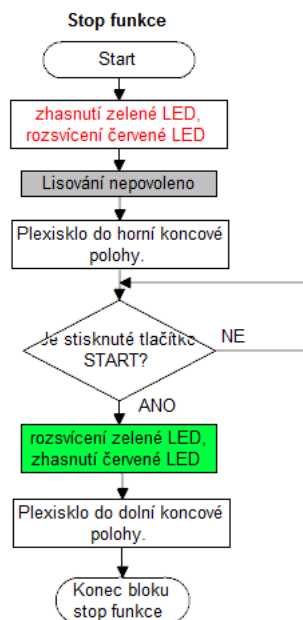 Stop funkce
Start
zhasnutí zelené LED,
rozsvícení červené LED
Lisování nepovoleno
Plexisklo do horní koncové
polohy.
Je stisknuté tlačítko
START?
NE
ANO
rozsvícení zelené LED,
zhasnutí červené LED
Plexisklo do dolní koncové
polohy.
Konec bloku
stop funkce